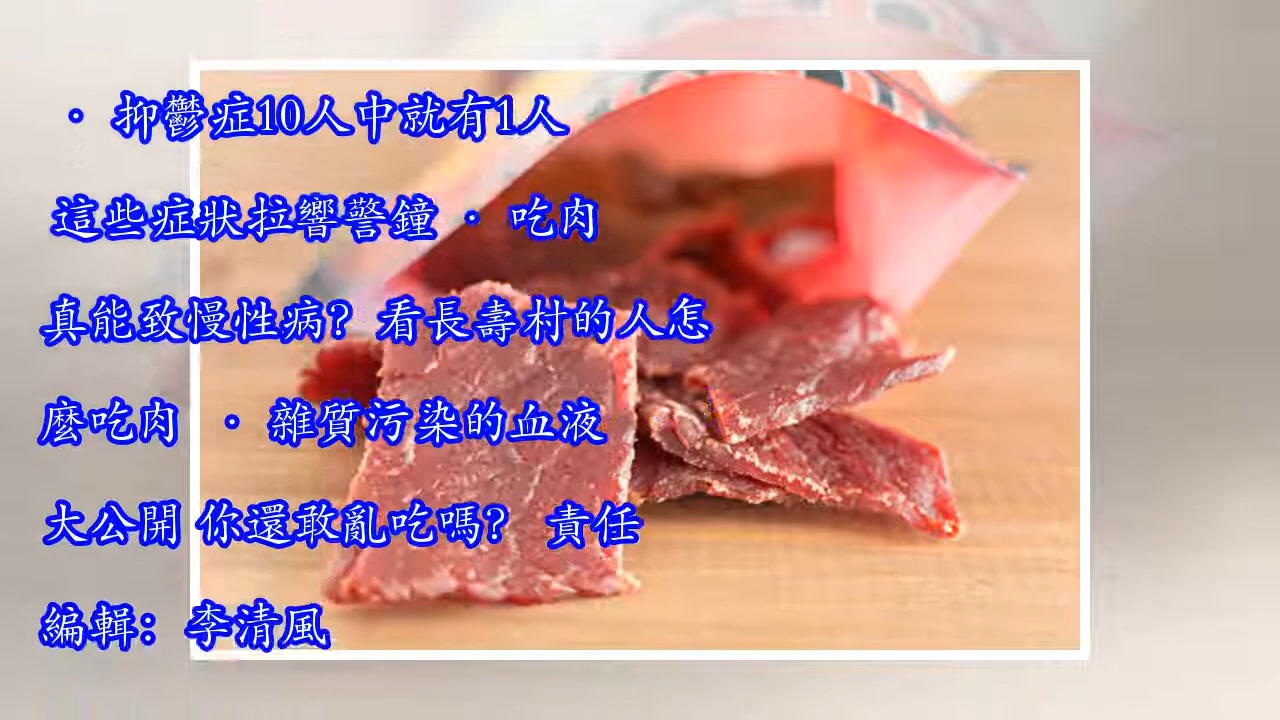 · 抑鬱症10人中就有1人
這些症狀拉響警鐘 · 吃肉
真能致慢性病？看長壽村的人怎
麼吃肉 · 雜質污染的血液
大公開 你還敢亂吃嗎？ 責任
編輯：李清風